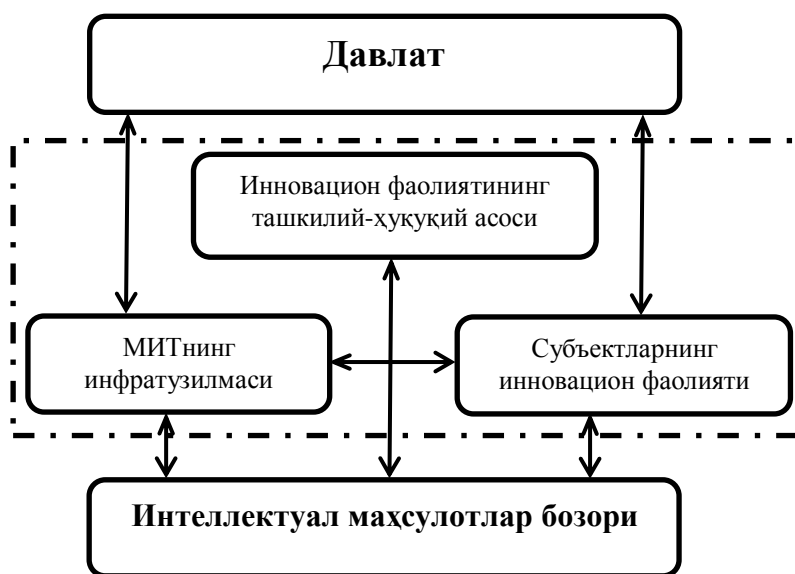 Давлат
Инновацион фаолиятининг
ташкилий-ҳуқуқий асоси
МИТнинг
инфратузилмаси
Субъектларнинг
инновацион фаолияти
Интеллектуал маҳсулотлар бозори